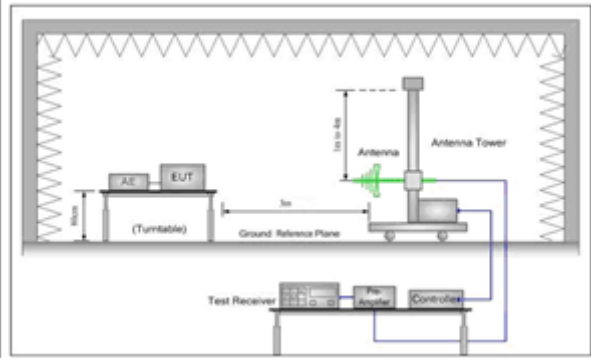 1m to 4m
Antenna
Antenna Tower
AE
EUT
80cm
(Turntable)
3m
Ground Reference Plane
Test Receiver
Pre-
Amplifier
Controller